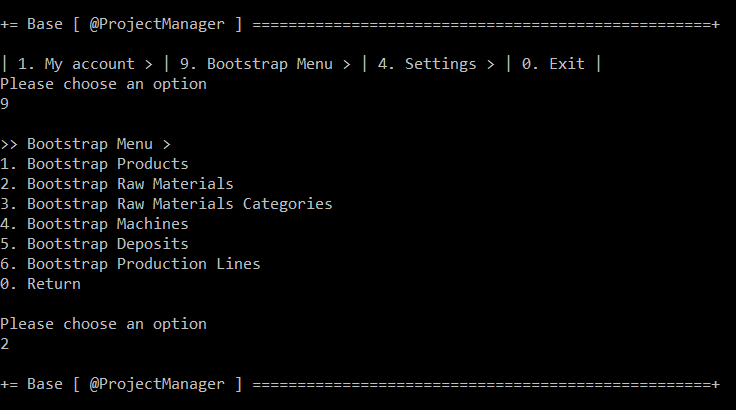 += Base [ @ProjectManager ] ===================================================+
| 1. My account > | 9. Bootstrap Menu > | 4. Settings > | 0. Exit |
Please choose an option
9
>> Bootstrap Menu >
1. Bootstrap Products
2. Bootstrap Raw Materials
3. Bootstrap Raw Materials Categories
4. Bootstrap Machines
5. Bootstrap Deposits
6. Bootstrap Production Lines
0. Return
Please choose an option
2
+= Base [ @ProjectManager ] ===================================================+